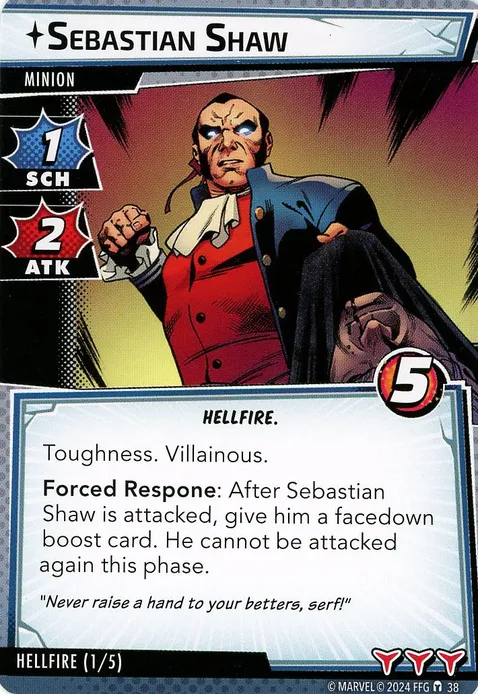 SEBASTIAN SHAW
MINION
1
SCH
2
ATK
5
HELLFIRE.
Toughness. Villainous.
Forced Respone: After Sebastian
Shaw is attacked, give him a facedown
boost card. He cannot be attacked
again this phase.
"Never raise a hand to your betters, serf!"
HELLFIRE (1/5)
© MARVEL © 2024 FFG 38